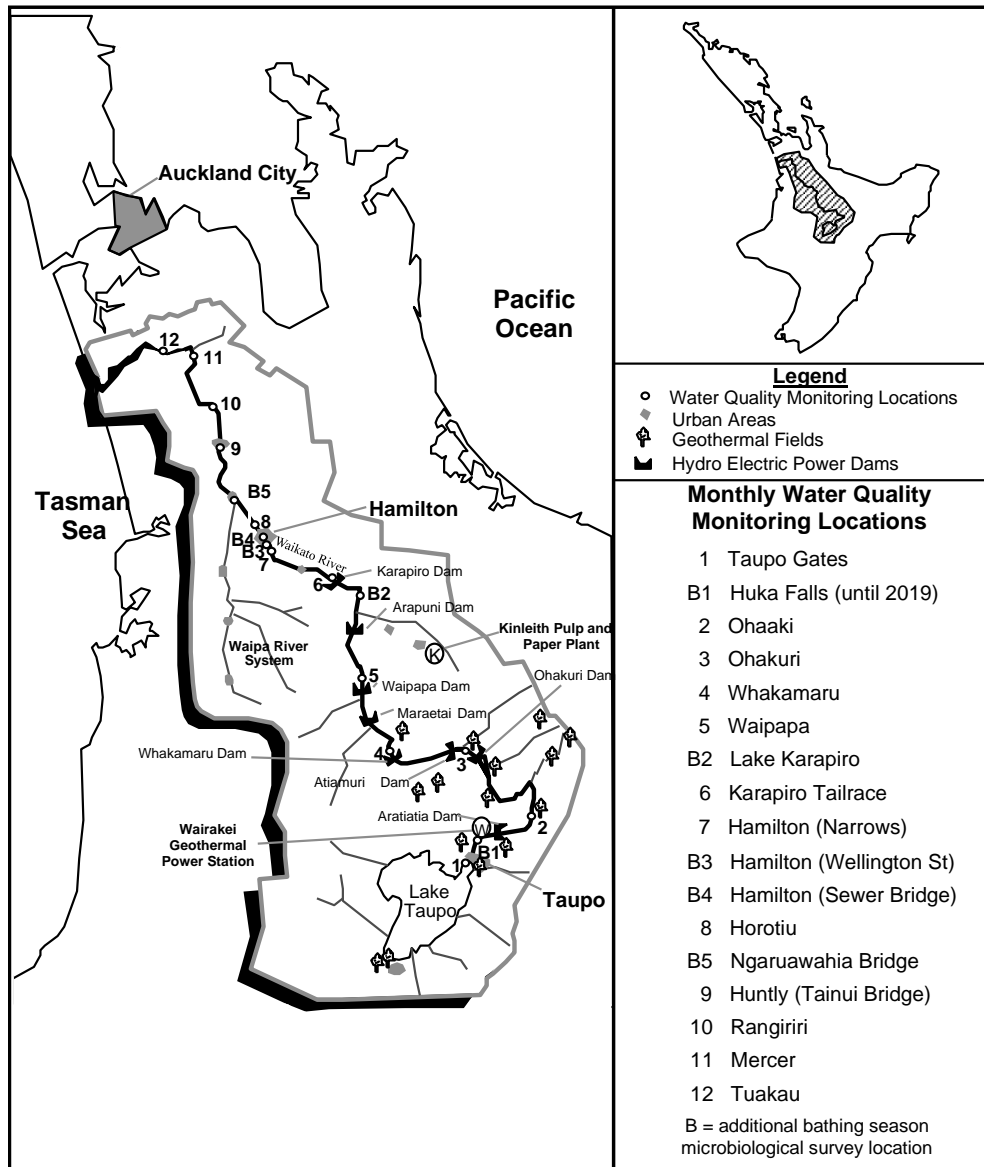 Auckland City
Pacific
Ocean
12
11
10
9
B5
Tasman
Sea
8
Hamilton
B4
B3
Waikato River
7
6
Karapiro Dam
B2
Arapuni Dam
Kinleith Pulp and
Paper Plant
K
Waipa River
System
Ohakuri Dam
5
Waipapa Dam
Maraetai Dam
Whakamaru Dam
4
3
Atiamuri Dam
Aratiatia Dam
2
Wairakei
Geothermal
Power Station
W
B1
1
Lake
Taupo
Taupo
Legend
Water Quality Monitoring Locations
Urban Areas
Geothermal Fields
Hydro Electric Power Dams
Monthly Water Quality
Monitoring Locations
1 Taupo Gates
B1 Huka Falls (until 2019)
2 Ohaaki
3 Ohakuri
4 Whakamaru
5 Waipapa
B2 Lake Karapiro
6 Karapiro Tailrace
7 Hamilton (Narrows)
B3 Hamilton (Wellington St)
B4 Hamilton (Sewer Bridge)
8 Horotiu
B5 Ngaruawahia Bridge
9 Huntly (Tainui Bridge)
10 Rangiriri
11 Mercer
12 Tuakau
B = additional bathing season
microbiological survey location